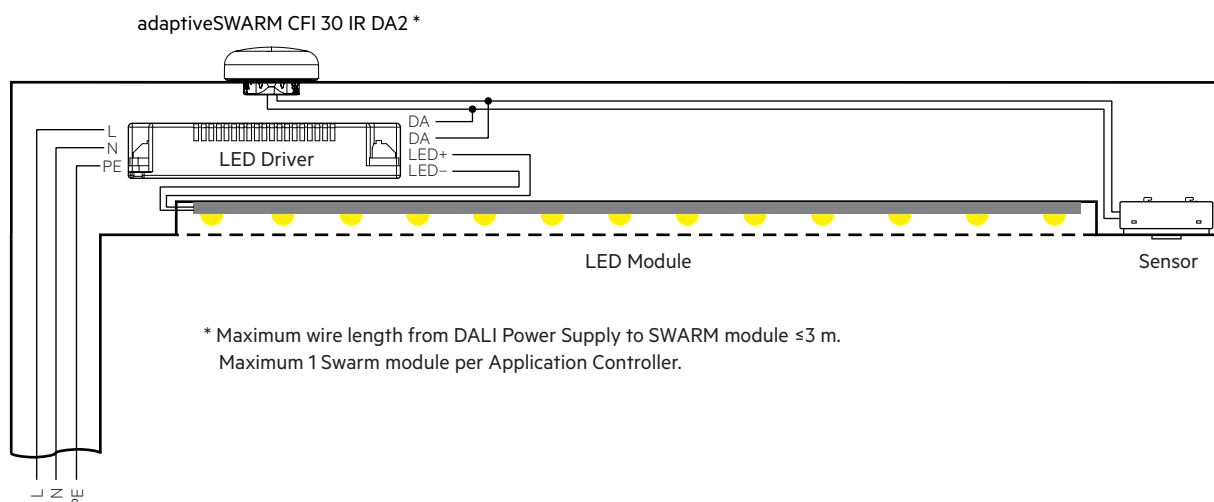 adaptiveSWARM CFI 30 IR DA2 *
L
N
PE
LED Driver
DA
DA
LED+
LED–
LED Module
Sensor
* Maximum wire length from DALI Power Supply to SWARM module ≤3 m.
Maximum 1 Swarm module per Application Controller.
L
N
PE